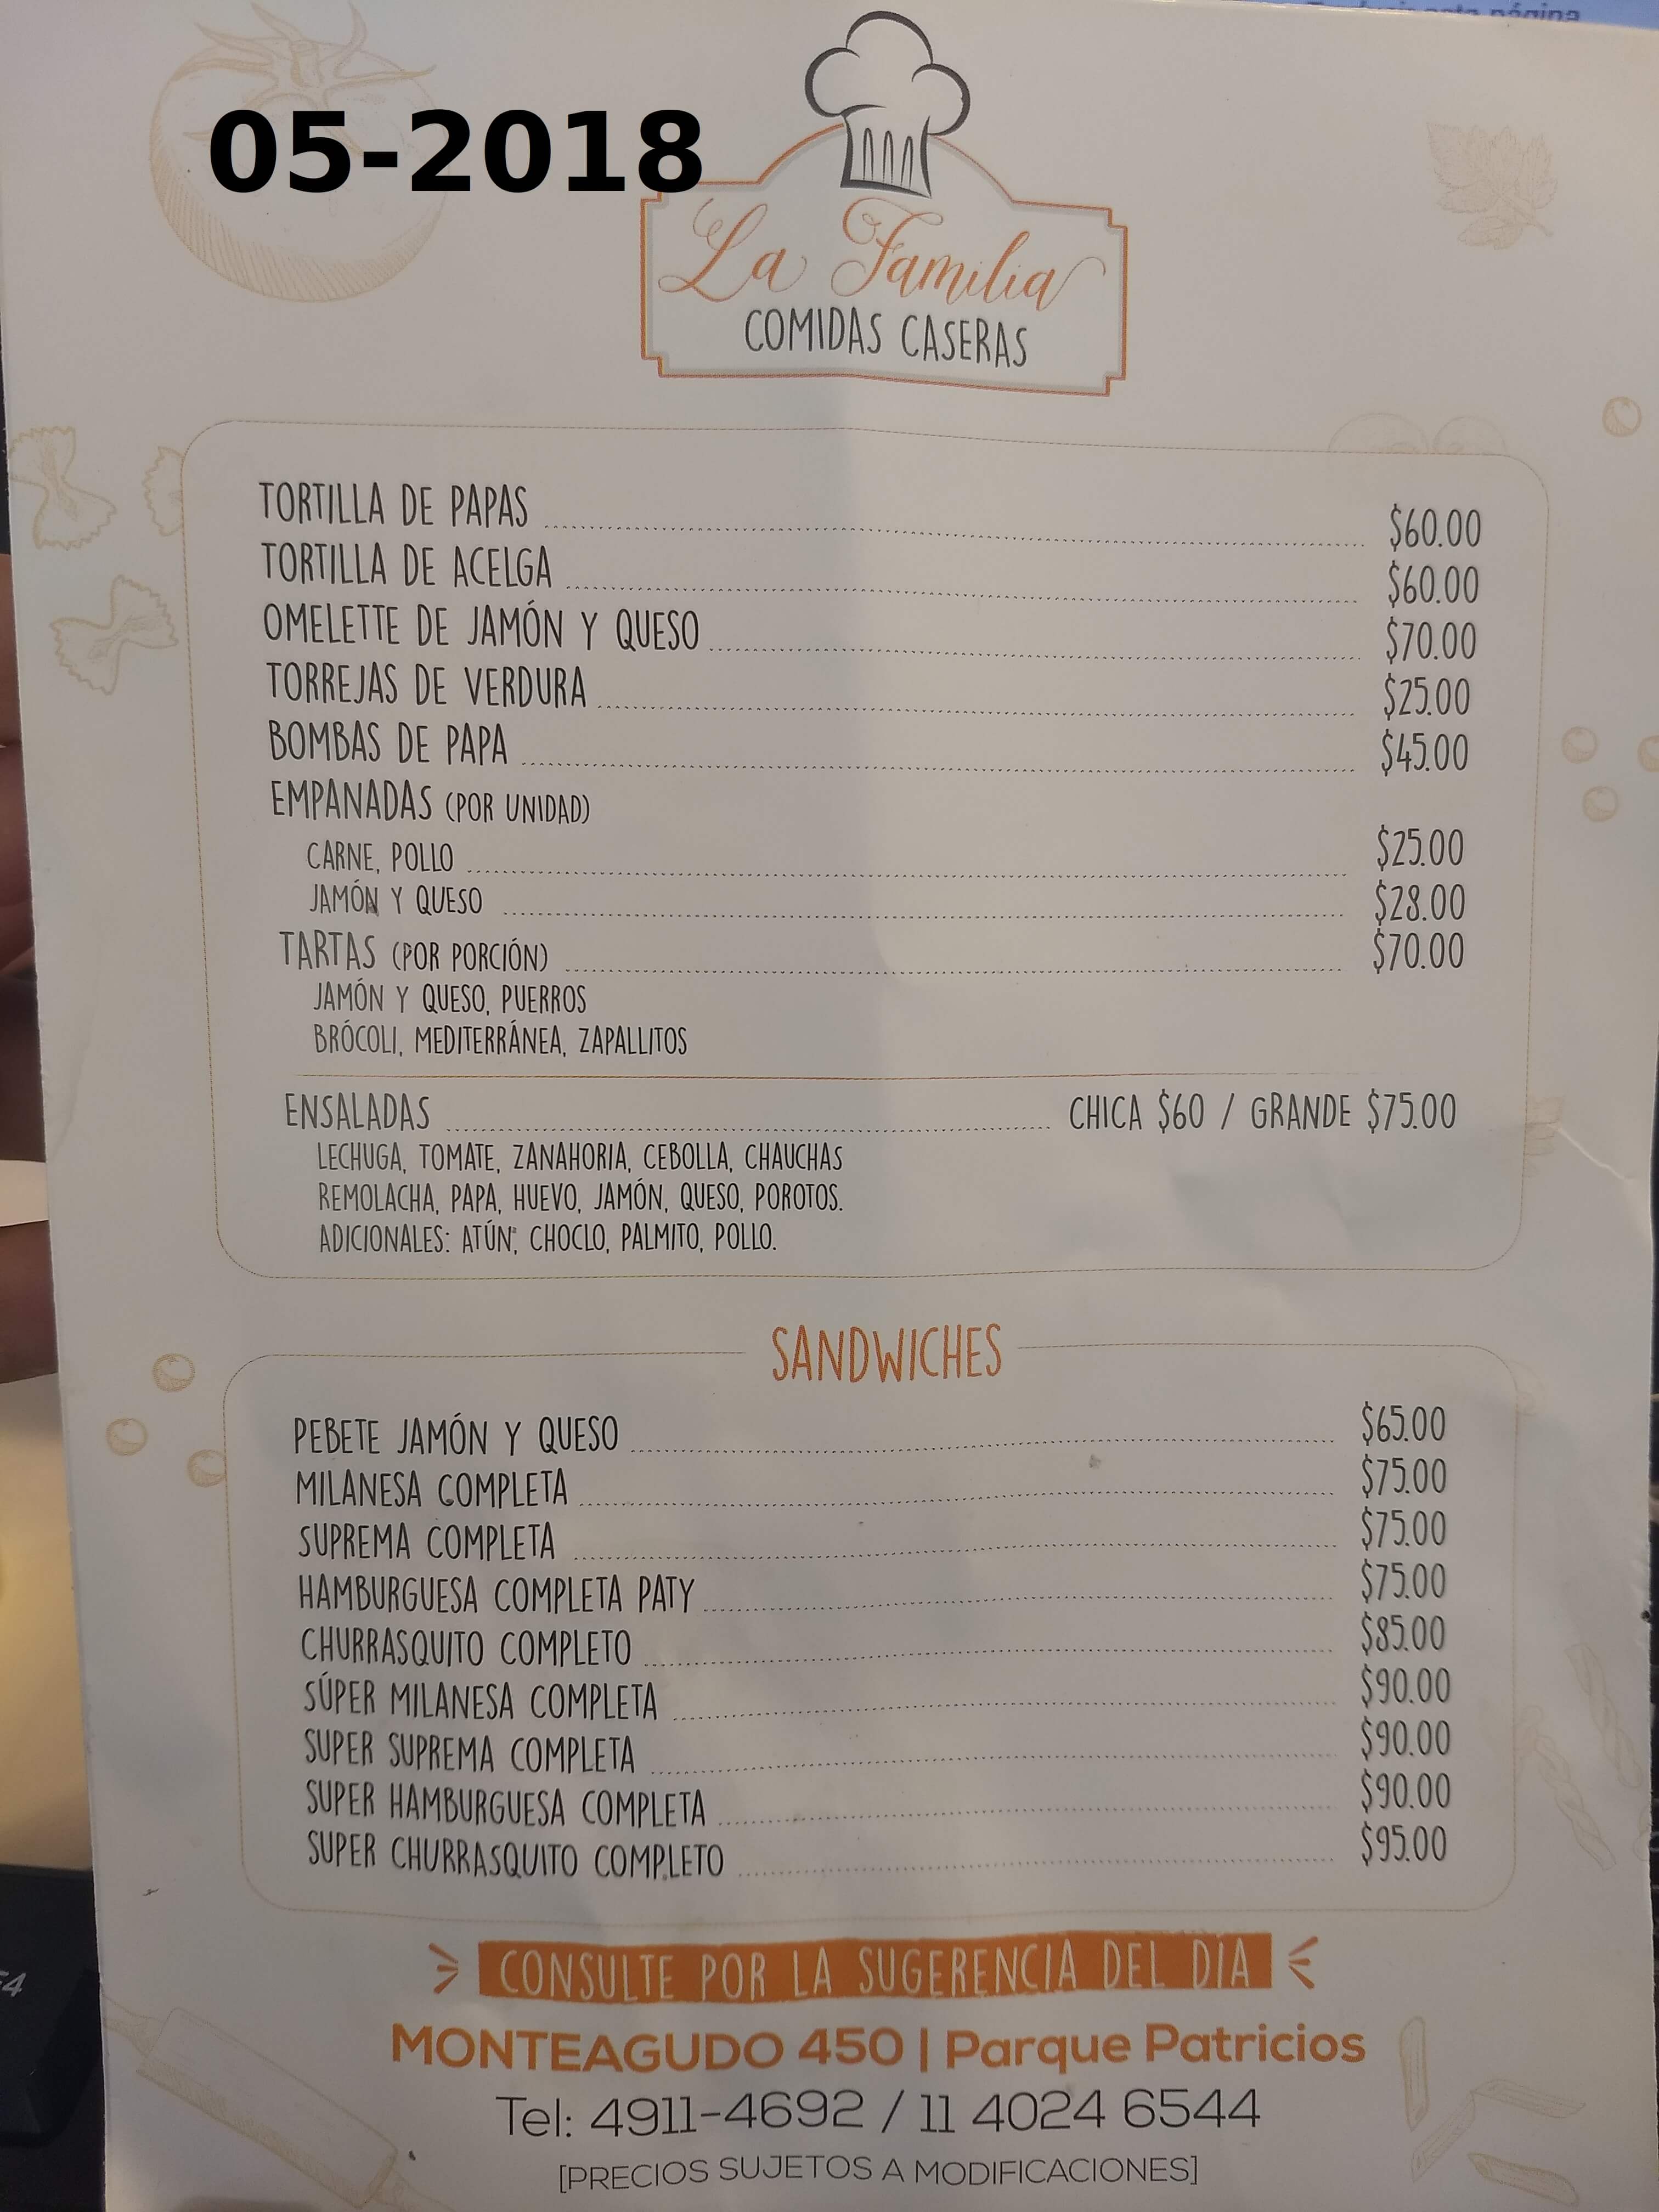 05-2018
La Familia
COMIDAS CASERAS
TORTILLA DE PAPAS $60.00
TORTILLA DE ACELGA $60.00
OMELETTE DE JAMÓN Y QUESO $70.00
TORREJAS DE VERDURA $25.00
BOMBAS DE PAPA $45.00
EMPANADAS (POR UNIDAD)
CARNE, POLLO $25.00
JAMÓN Y QUESO $28.00
TARTAS (POR PORCIÓN) $70.00
JAMÓN Y QUESO, PUERROS
BRÓCOLI, MEDITERRÁNEA, ZAPALLITOS
ENSALADAS CHICA $60 / GRANDE $75.00
LECHUGA, TOMATE, ZANAHORIA, CEBOLLA, CHAUCHAS
REMOLACHA, PAPA, HUEVO, JAMÓN, QUESO, POROTOS.
ADICIONALES: ATÚN, CHOCLO, PALMITO, POLLO.
SANDWICHES
PEBETE JAMÓN Y QUESO $65.00
MILANESA COMPLETA $75.00
SUPREMA COMPLETA $75.00
HAMBURGUESA COMPLETA PATY $75.00
CHURRASQUITO COMPLETO $85.00
SÚPER MILANESA COMPLETA $90.00
SUPER SUPREMA COMPLETA $90.00
SUPER HAMBURGUESA COMPLETA $90.00
SUPER CHURRASQUITO COMPLETO $95.00
CONSULTE POR LA SUGERENCIA DEL DÍA
MONTEAGUDO 450 | Parque Patricios
Tel: 4911-4692 / 11 4024 6544
[PRECIOS SUJETOS A MODIFICACIONES]